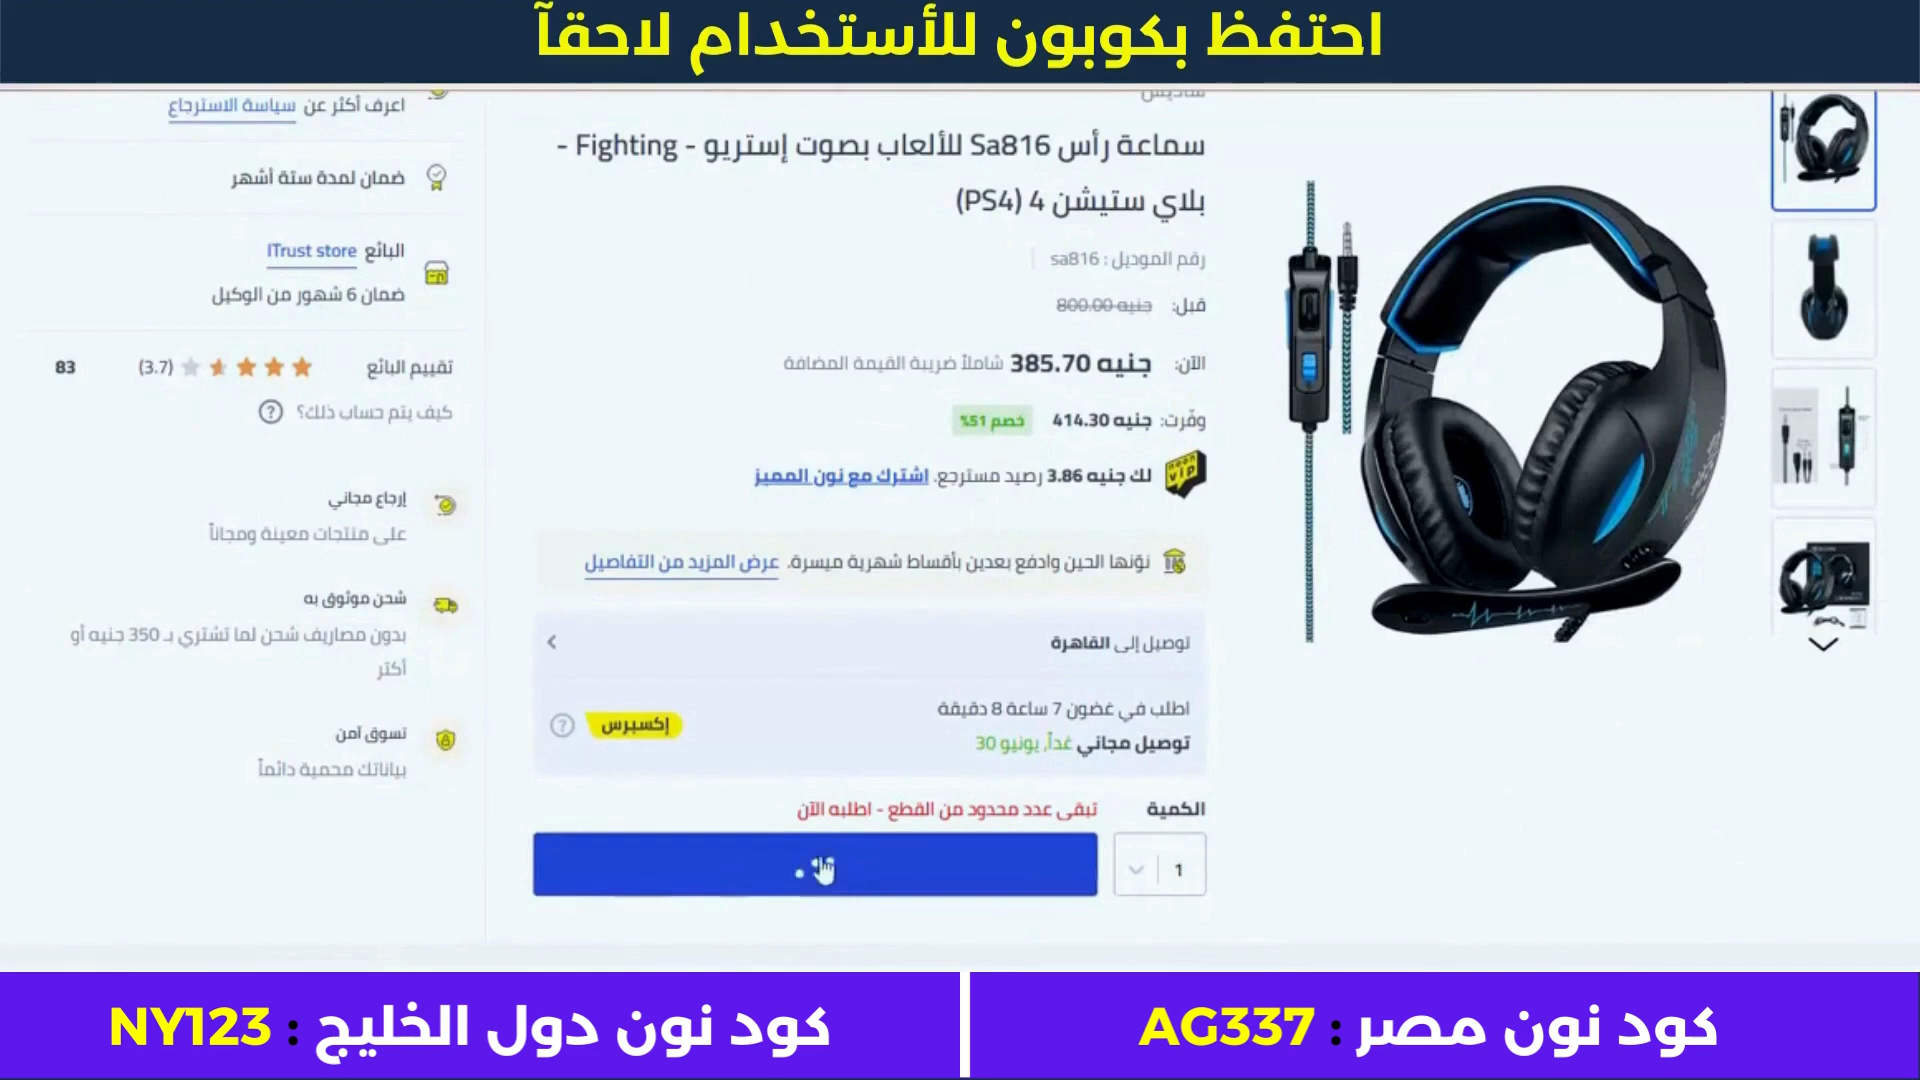 احتفظ بكوبون للأستخدام لاحقآ
ساديس
سماعة رأس Sa816 للألعاب بصوت إستريو - Fighting -
بلاي ستيشن 4 (PS4)
رقم الموديل : sa816
قبل: جنيه 800.00
الآن: جنيه 385.70 شاملاً ضريبة القيمة المضافة
وفّرت: جنيه 414.30 خصم 51%
noon vip
لك جنيه 3.86 رصيد مسترجع. اشترك مع نون المميز
نوّنها الحين وادفع بعدين بأقساط شهرية ميسرة. عرض المزيد من التفاصيل
توصيل إلى القاهرة
اطلب في غضون 7 ساعة 8 دقيقة
توصيل مجاني غداً, يونيو 30
إكسبرس
الكمية
تبقى عدد محدود من القطع - اطلبه الآن
1
اعرف أكثر عن سياسة الاسترجاع
ضمان لمدة ستة أشهر
البائع ITrust store
ضمان 6 شهور من الوكيل
تقييم البائع (3.7) 83
كيف يتم حساب ذلك؟
إرجاع مجاني
على منتجات معينة ومجاناً
شحن موثوق به
بدون مصاريف شحن لما تشتري بـ 350 جنيه أو
أكثر
تسوق آمن
بياناتك محمية دائماً
كود نون مصر : AG337
كود نون دول الخليج : NY123